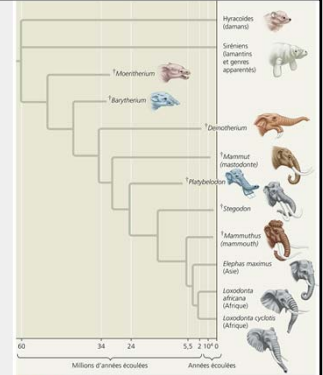 Hyracoïdes
(damans)
Siréniens
(lamantins
et genres
apparentés)
†Moeritherium
†Barytherium
†Deinotherium
†Mammut
(mastodonte)
†Platybelodon
†Stegodon
†Mammuthus
(mammouth)
Elephas maximus
(Asie)
Loxodonta
africana
(Afrique)
Loxodonta cyclotis
(Afrique)
60 34 24 5,5 2 10⁴ 0
Millions d'années écoulées Années écoulées